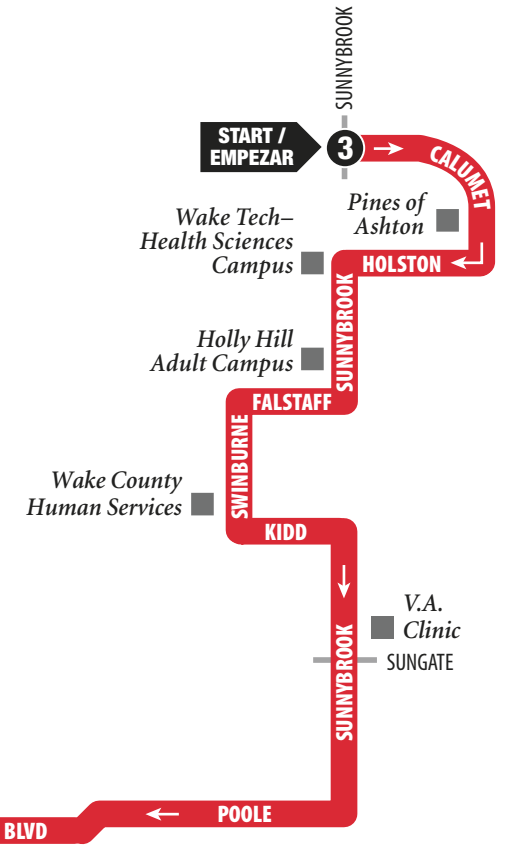 SUNNYBROOK
START /
EMPEZAR
3
CALUMET
Pines of
Ashton
Wake Tech–
Health Sciences
Campus
HOLSTON
SUNNYBROOK
Holly Hill
Adult Campus
FALSTAFF
SWINBURNE
Wake County
Human Services
KIDD
V.A.
Clinic
SUNNYBROOK
SUNGATE
POOLE
BLVD